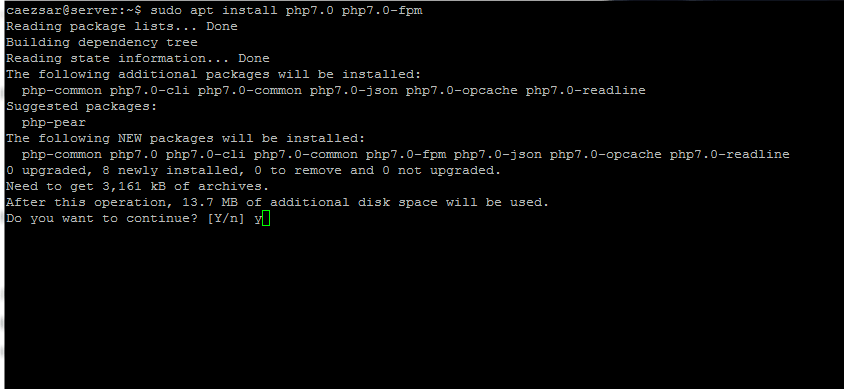 caezsar@server:~$ sudo apt install php7.0 php7.0-fpm
Reading package lists... Done
Building dependency tree
Reading state information... Done
The following additional packages will be installed:
  php-common php7.0-cli php7.0-common php7.0-json php7.0-opcache php7.0-readline
Suggested packages:
  php-pear
The following NEW packages will be installed:
  php-common php7.0 php7.0-cli php7.0-common php7.0-fpm php7.0-json php7.0-opcache php7.0-readline
0 upgraded, 8 newly installed, 0 to remove and 0 not upgraded.
Need to get 3,161 kB of archives.
After this operation, 13.7 MB of additional disk space will be used.
Do you want to continue? [Y/n] y